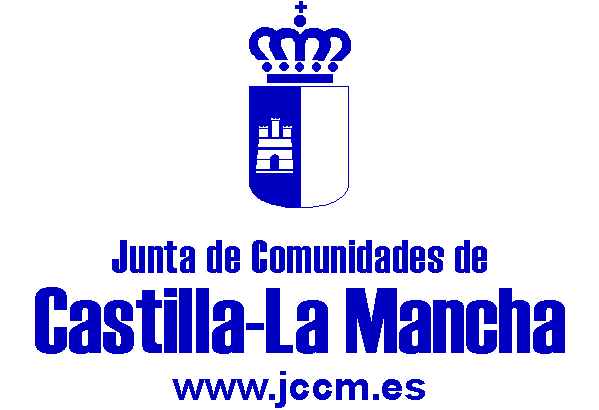 Junta de Comunidades de
Castilla-La Mancha
www.jccm.es